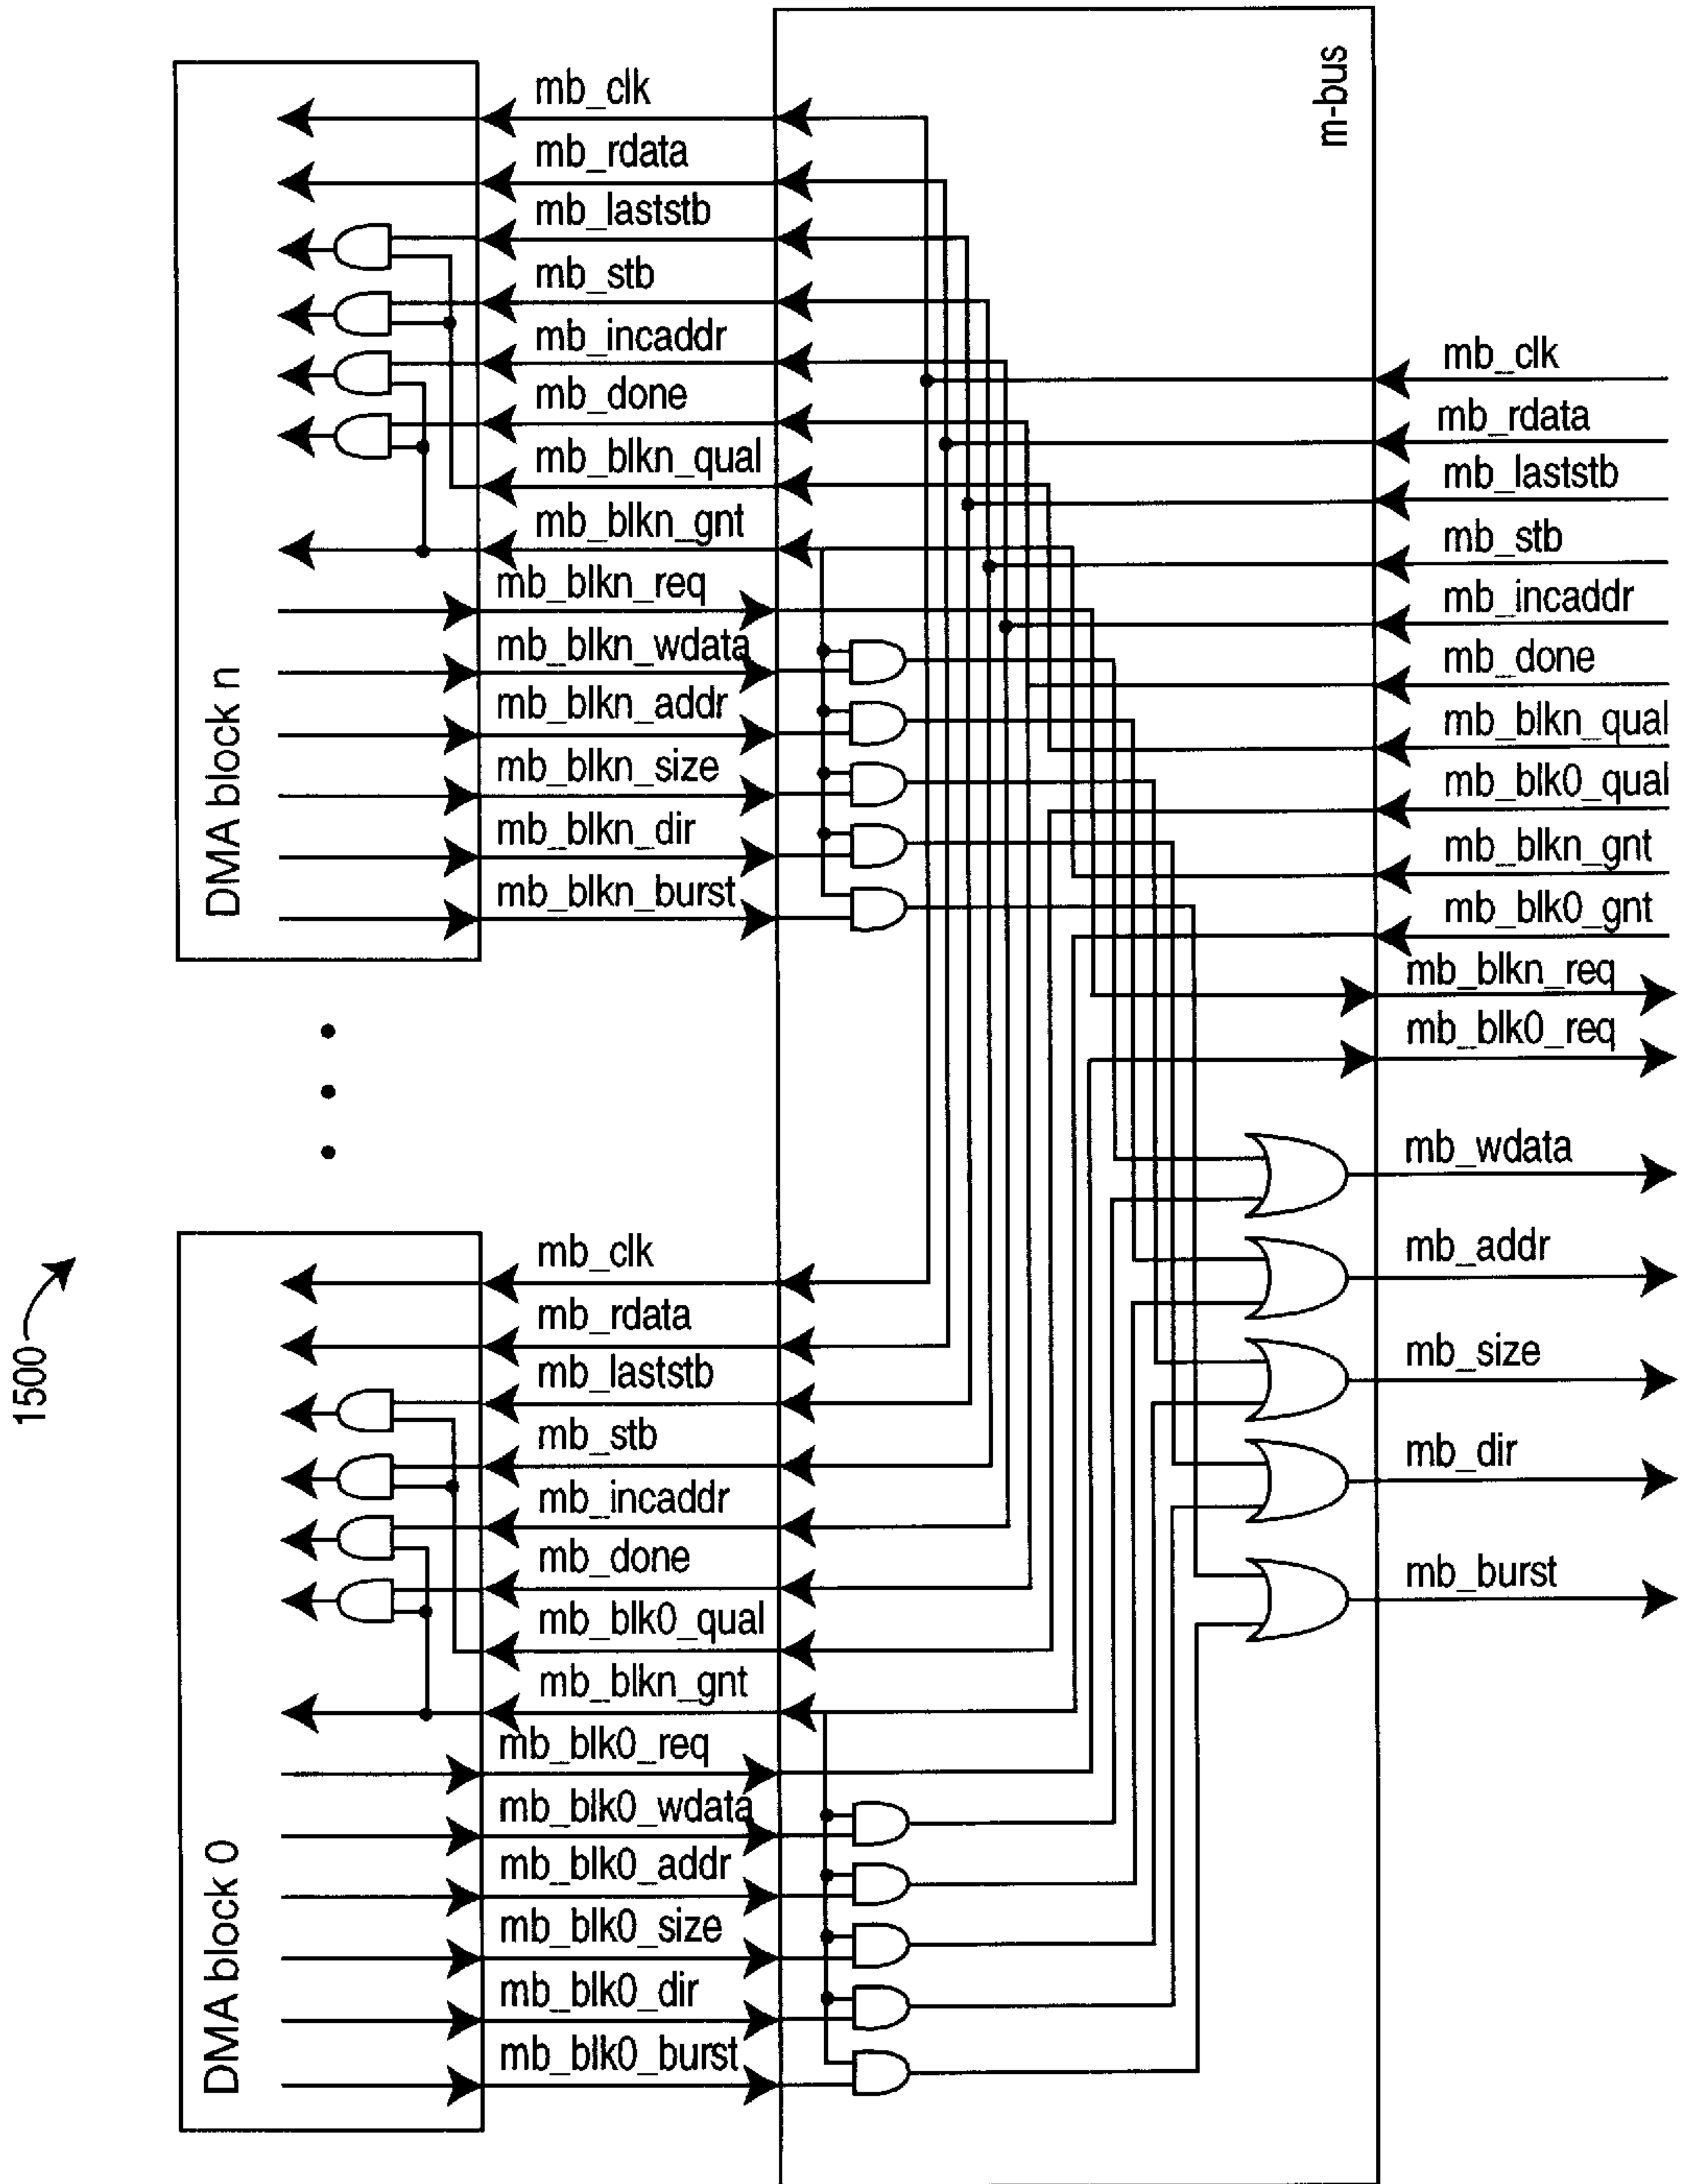 1500
DMA block n
mb_clk
mb_rdata
mb_laststb
mb_stb
mb_incaddr
mb_done
mb_blkn_qual
mb_blkn_gnt
mb_blkn_req
mb_blkn_wdata
mb_blkn_addr
mb_blkn_size
mb_blkn_dir
mb_blkn_burst
DMA block 0
mb_clk
mb_rdata
mb_laststb
mb_stb
mb_incaddr
mb_done
mb_blk0_qual
mb_blkn_gnt
mb_blk0_req
mb_blk0_wdata
mb_blk0_addr
mb_blk0_size
mb_blk0_dir
mb_blk0_burst
m-bus
mb_clk
mb_rdata
mb_laststb
mb_stb
mb_incaddr
mb_done
mb_blkn_qual
mb_blk0_qual
mb_blkn_gnt
mb_blk0_gnt
mb_blkn_req
mb_blk0_req
mb_wdata
mb_addr
mb_size
mb_dir
mb_burst